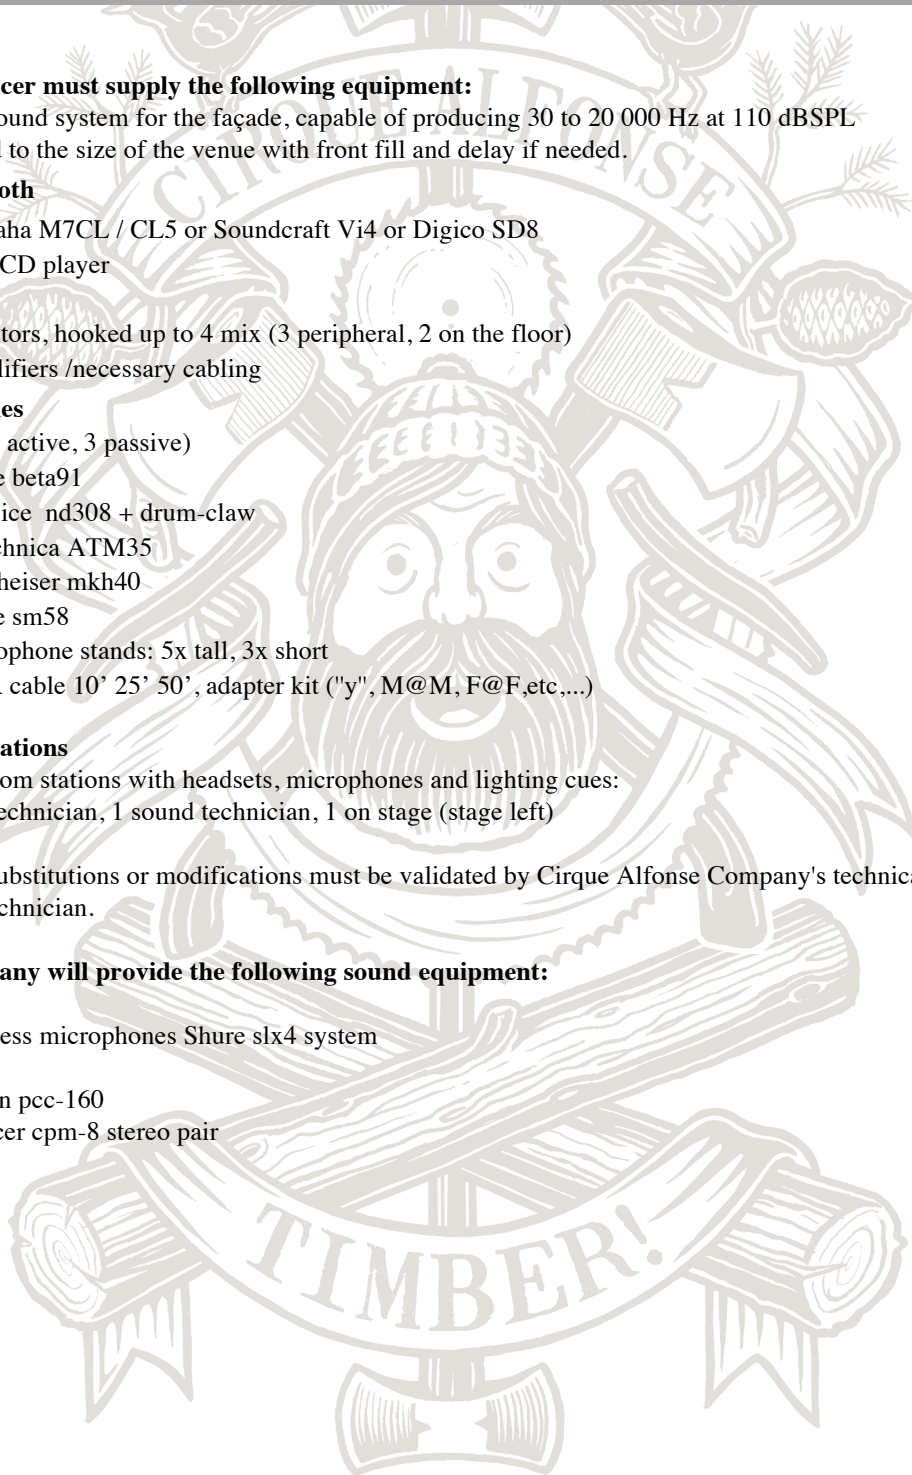 CIRQUE ALFONSE
cer must supply the following equipment:
ound system for the façade, capable of producing 30 to 20 000 Hz at 110 dBSPL
l to the size of the venue with front fill and delay if needed.
oth
aha M7CL / CL5 or Soundcraft Vi4 or Digico SD8
CD player
tors, hooked up to 4 mix (3 peripheral, 2 on the floor)
lifiers /necessary cabling
es
active, 3 passive)
e beta91
ice nd308 + drum-claw
chnica ATM35
heiser mkh40
e sm58
ophone stands: 5x tall, 3x short
cable 10’ 25’ 50’, adapter kit ("y", M@M, F@F,etc,...)
ations
om stations with headsets, microphones and lighting cues:
echnician, 1 sound technician, 1 on stage (stage left)
ubstitutions or modifications must be validated by Cirque Alfonse Company's technica
chnician.
any will provide the following sound equipment:
ess microphones Shure slx4 system
n pcc-160
cer cpm-8 stereo pair
TIMBER!